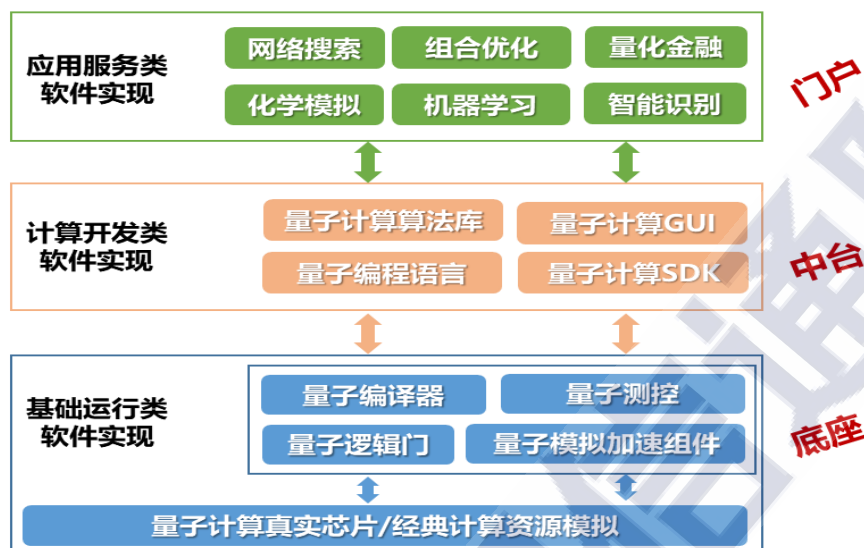 网络搜索 组合优化 量化金融
应用服务类
软件实现
化学模拟 机器学习 智能识别
门户
量子计算算法库 量子计算GUI
计算开发类
软件实现
量子编程语言 量子计算SDK
中台
量子编译器 量子测控
基础运行类
软件实现
量子逻辑门 量子模拟加速组件
底座
量子计算真实芯片/经典计算资源模拟
信通